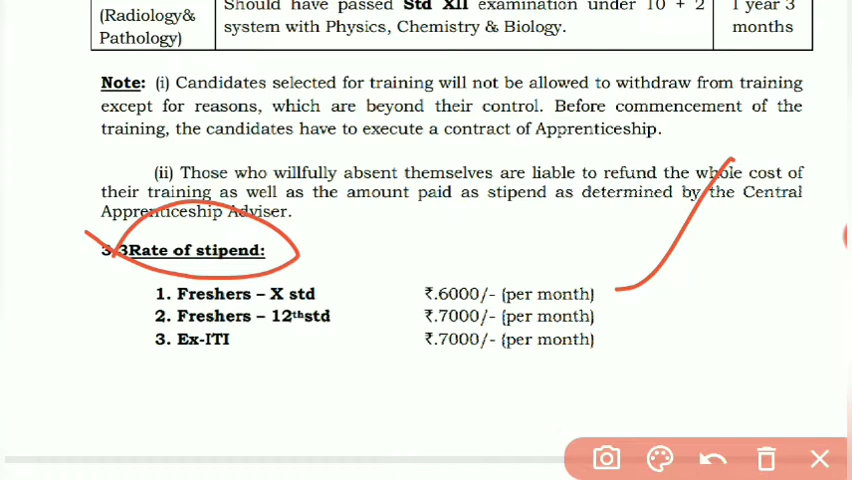 Should have passed Std XII examination under 10 + 2
1 year 3
(Radiology&
system with Physics, Chemistry & Biology.
months
Pathology)
Note: (i) Candidates selected for training will not be allowed to withdraw from training
except for reasons, which are beyond their control. Before commencement of the
training, the candidates have to execute a contract of Apprenticeship.
(ii) Those who willfully absent themselves are liable to refund the whole cost of
their training as well as the amount paid as stipend as determined by the Central
Apprenticeship Adviser.
3.3Rate of stipend:
1. Freshers – X std ₹.6000/- (per month)
2. Freshers – 12thstd ₹.7000/- (per month)
3. Ex-ITI ₹.7000/- (per month)